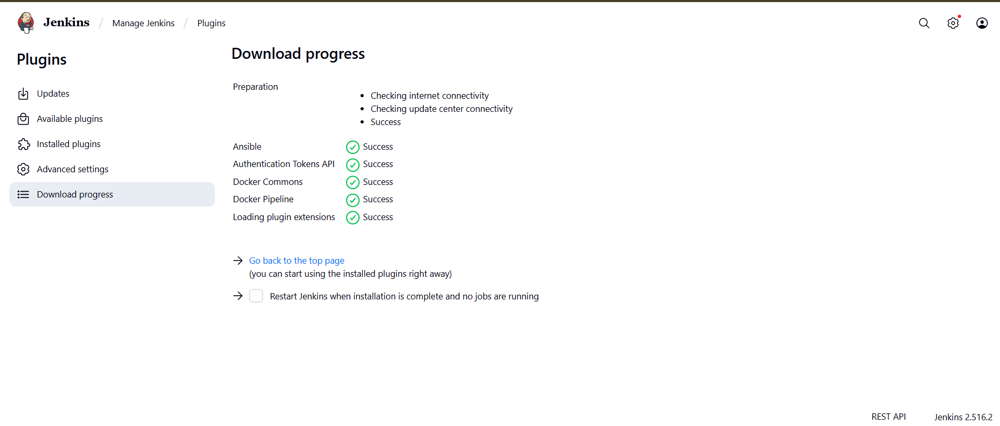 Jenkins / Manage Jenkins / Plugins
Plugins
Updates
Available plugins
Installed plugins
Advanced settings
Download progress
Download progress
Preparation
• Checking internet connectivity
• Checking update center connectivity
• Success
Ansible Success
Authentication Tokens API Success
Docker Commons Success
Docker Pipeline Success
Loading plugin extensions Success
→ Go back to the top page
(you can start using the installed plugins right away)
→ Restart Jenkins when installation is complete and no jobs are running
REST API Jenkins 2.516.2